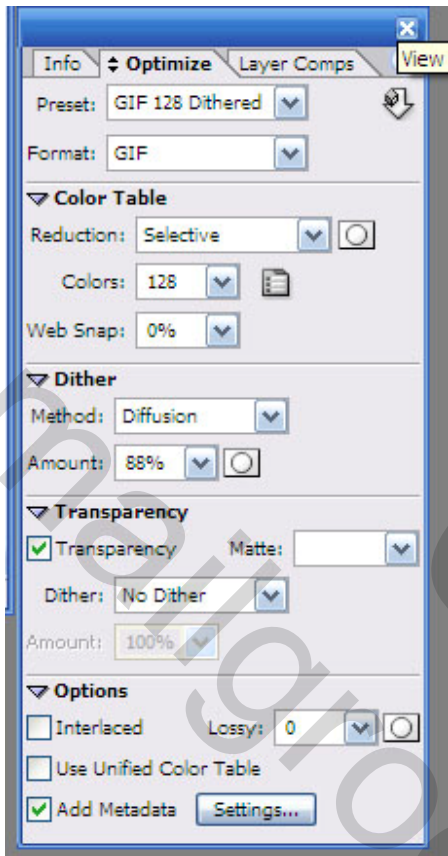 Info Optimize Layer Comps View
Preset: GIF 128 Dithered
Format: GIF
Color Table
Reduction: Selective
Colors: 128
Web Snap: 0%
Dither
Method: Diffusion
Amount: 88%
Transparency
Transparency Matte:
Dither: No Dither
Amount: 100%
Options
Interlaced Lossy: 0
Use Unified Color Table
Add Metadata Settings...